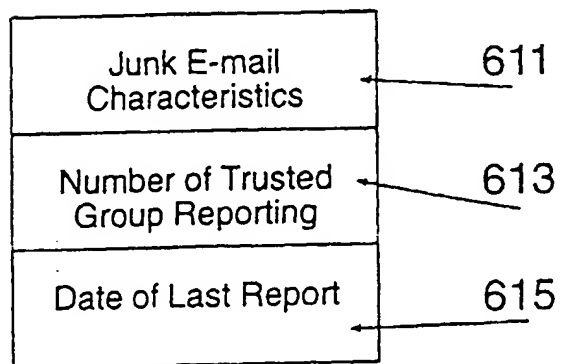 Junk E-mail
Characteristics
611
Number of Trusted
Group Reporting
613
Date of Last Report
615